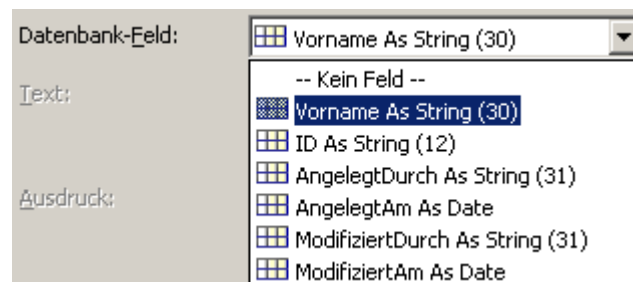 Datenbank-Feld: Vorname As String (30)
-- Kein Feld --
Text:
Vorname As String (30)
ID As String (12)
AngelegtDurch As String (31)
Ausdruck:
AngelegtAm As Date
ModifiziertDurch As String (31)
ModifiziertAm As Date